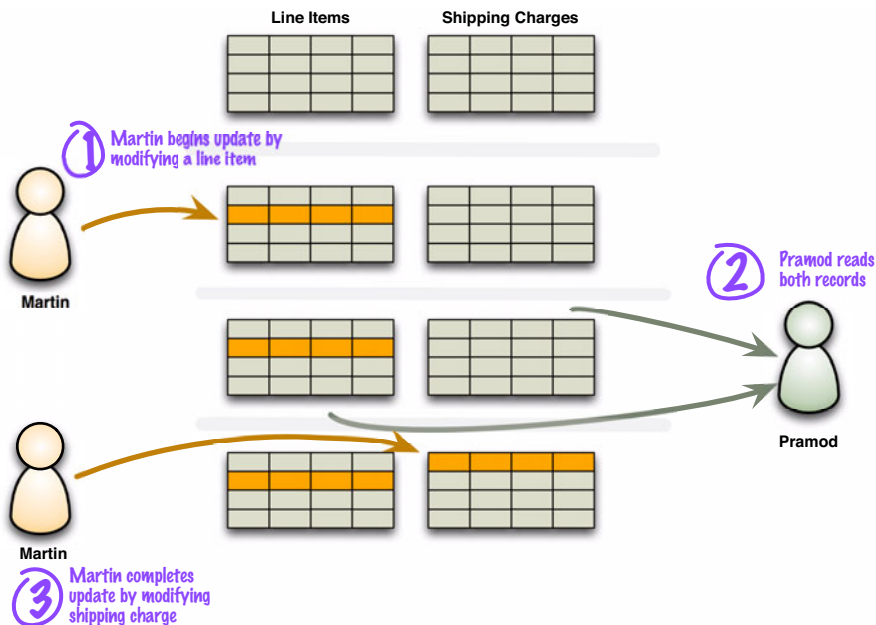 Line Items
Shipping Charges
1
Martin begins update by
modifying a line item
Martin
2
Pramod reads
both records
Pramod
Martin
3
Martin completes
update by modifying
shipping charge